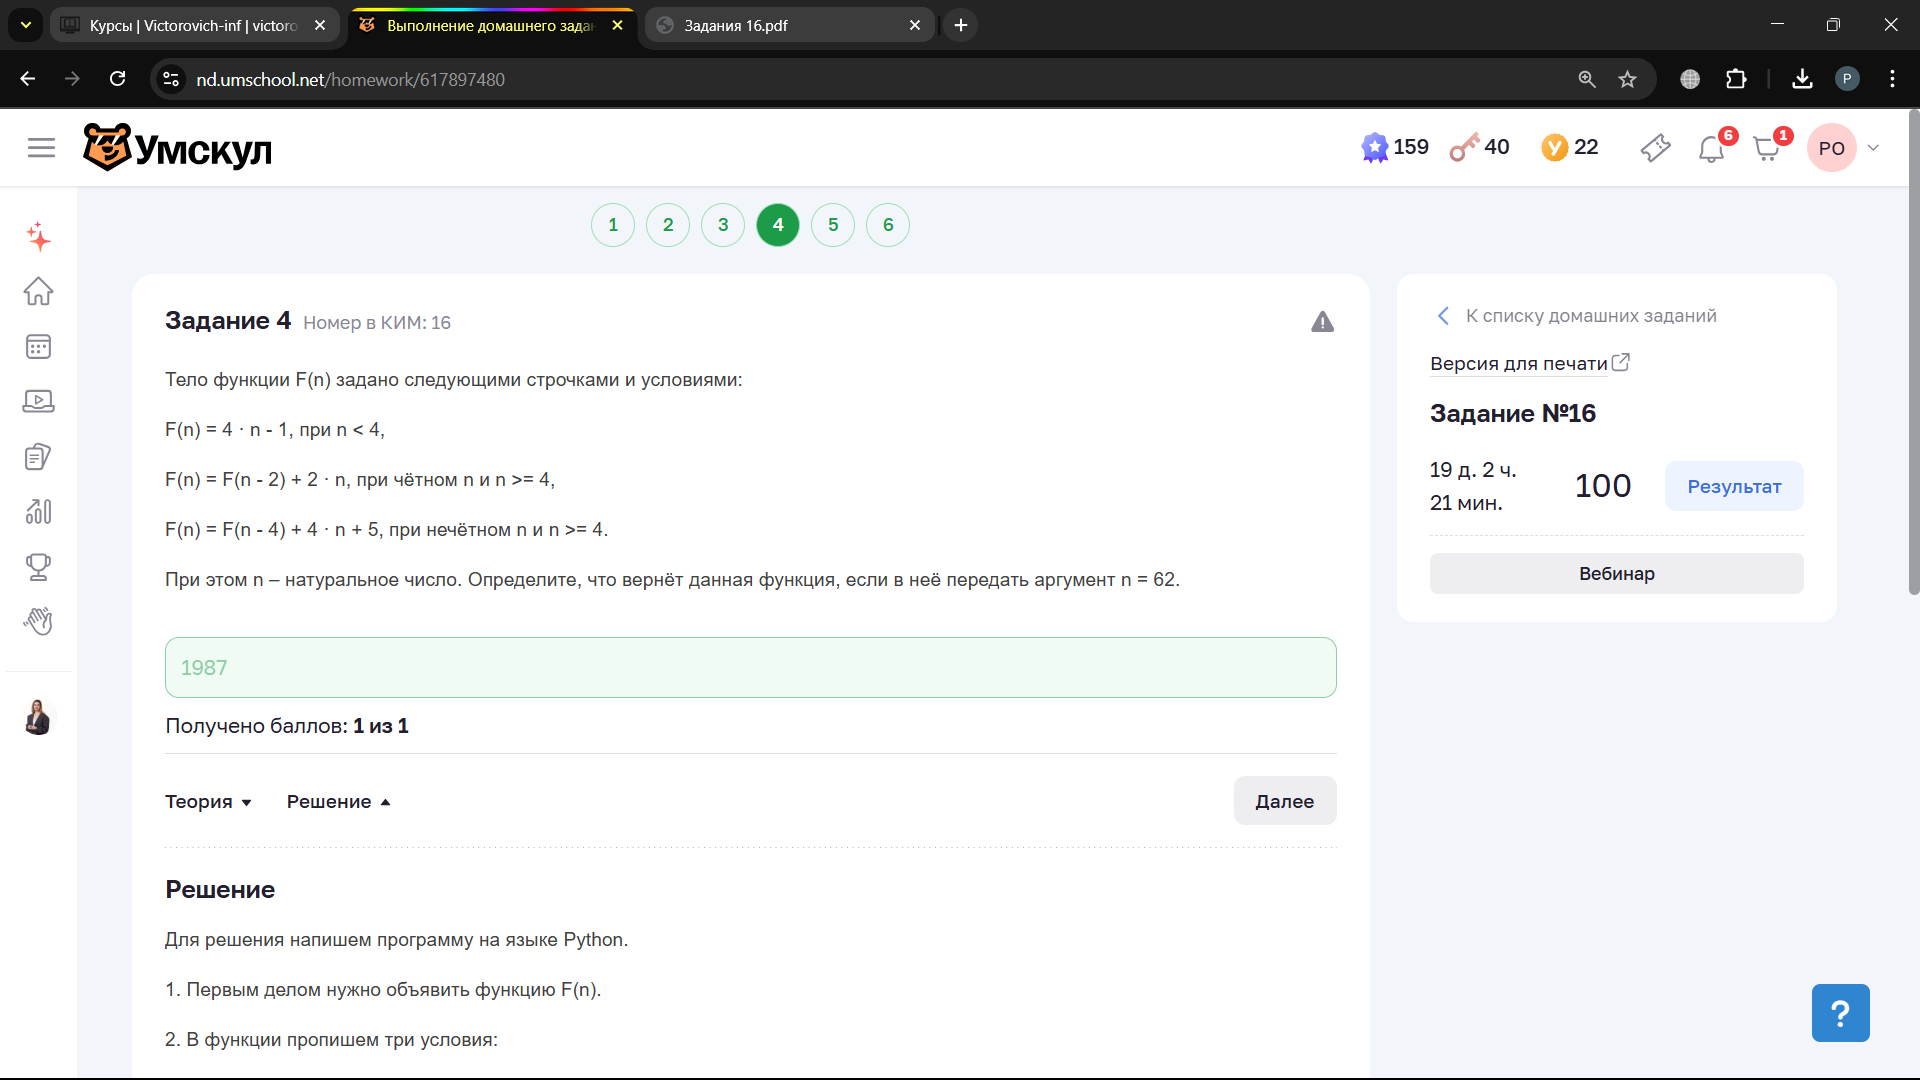 Курсы | Victorovich-inf | victoro
Выполнение домашнего зада
Задания 16.pdf
nd.umschool.net/homework/617897480
P
Умскул
159
40
22
6
1
PO
1
2
3
4
5
6
Задание 4 Номер в КИМ: 16
Тело функции F(n) задано следующими строчками и условиями:
F(n) = 4 · n - 1, при n < 4,
F(n) = F(n - 2) + 2 · n, при чётном n и n >= 4,
F(n) = F(n - 4) + 4 · n + 5, при нечётном n и n >= 4.
При этом n – натуральное число. Определите, что вернёт данная функция, если в неё передать аргумент n = 62.
1987
Получено баллов: 1 из 1
Теория
Решение
Далее
Решение
Для решения напишем программу на языке Python.
1. Первым делом нужно объявить функцию F(n).
2. В функции пропишем три условия:
К списку домашних заданий
Версия для печати
Задание №16
19 д. 2 ч.
21 мин.
100
Результат
Вебинар
?